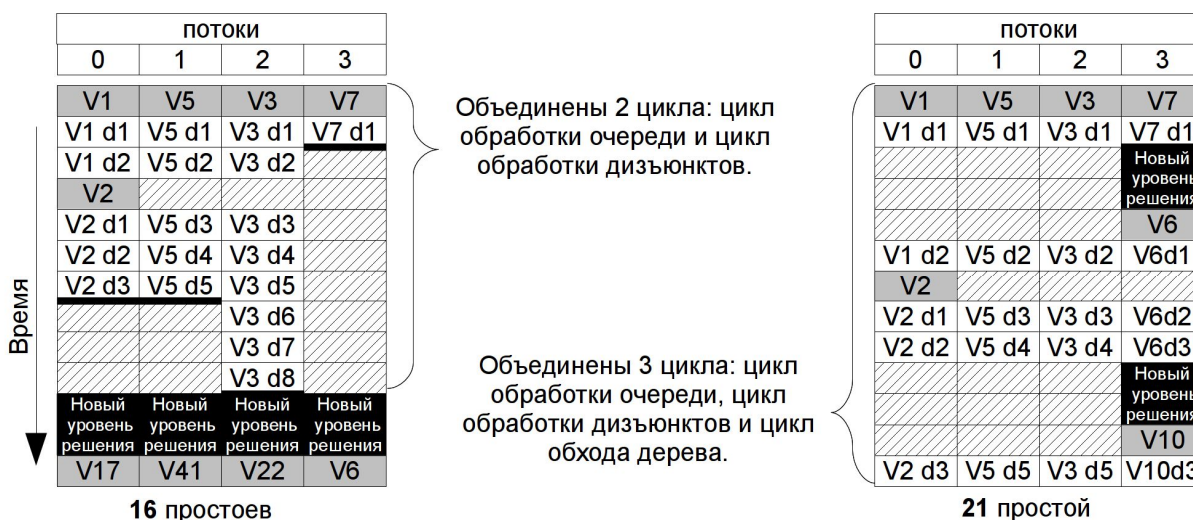 потоки
0 1 2 3
V1 V5 V3 V7
V1 d1 V5 d1 V3 d1 V7 d1
V1 d2 V5 d2 V3 d2
V2
V2 d1 V5 d3 V3 d3
V2 d2 V5 d4 V3 d4
V2 d3 V5 d5 V3 d5
V3 d6
V3 d7
V3 d8
Новый Новый Новый Новый
уровень уровень уровень уровень
решения решения решения решения
V17 V41 V22 V6
16 простоев
Время
Объединены 2 цикла: цикл
обработки очереди и цикл
обработки дизъюнктов.
Объединены 3 цикла: цикл
обработки очереди, цикл
обработки дизъюнктов и цикл
обхода дерева.
потоки
0 1 2 3
V1 V5 V3 V7
V1 d1 V5 d1 V3 d1 V7 d1
Новый
уровень
решения
V6
V1 d2 V5 d2 V3 d2 V6d1
V2
V2 d1 V5 d3 V3 d3 V6d2
V2 d2 V5 d4 V3 d4 V6d3
Новый
уровень
решения
V10
V2 d3 V5 d5 V3 d5 V10d3
21 простой